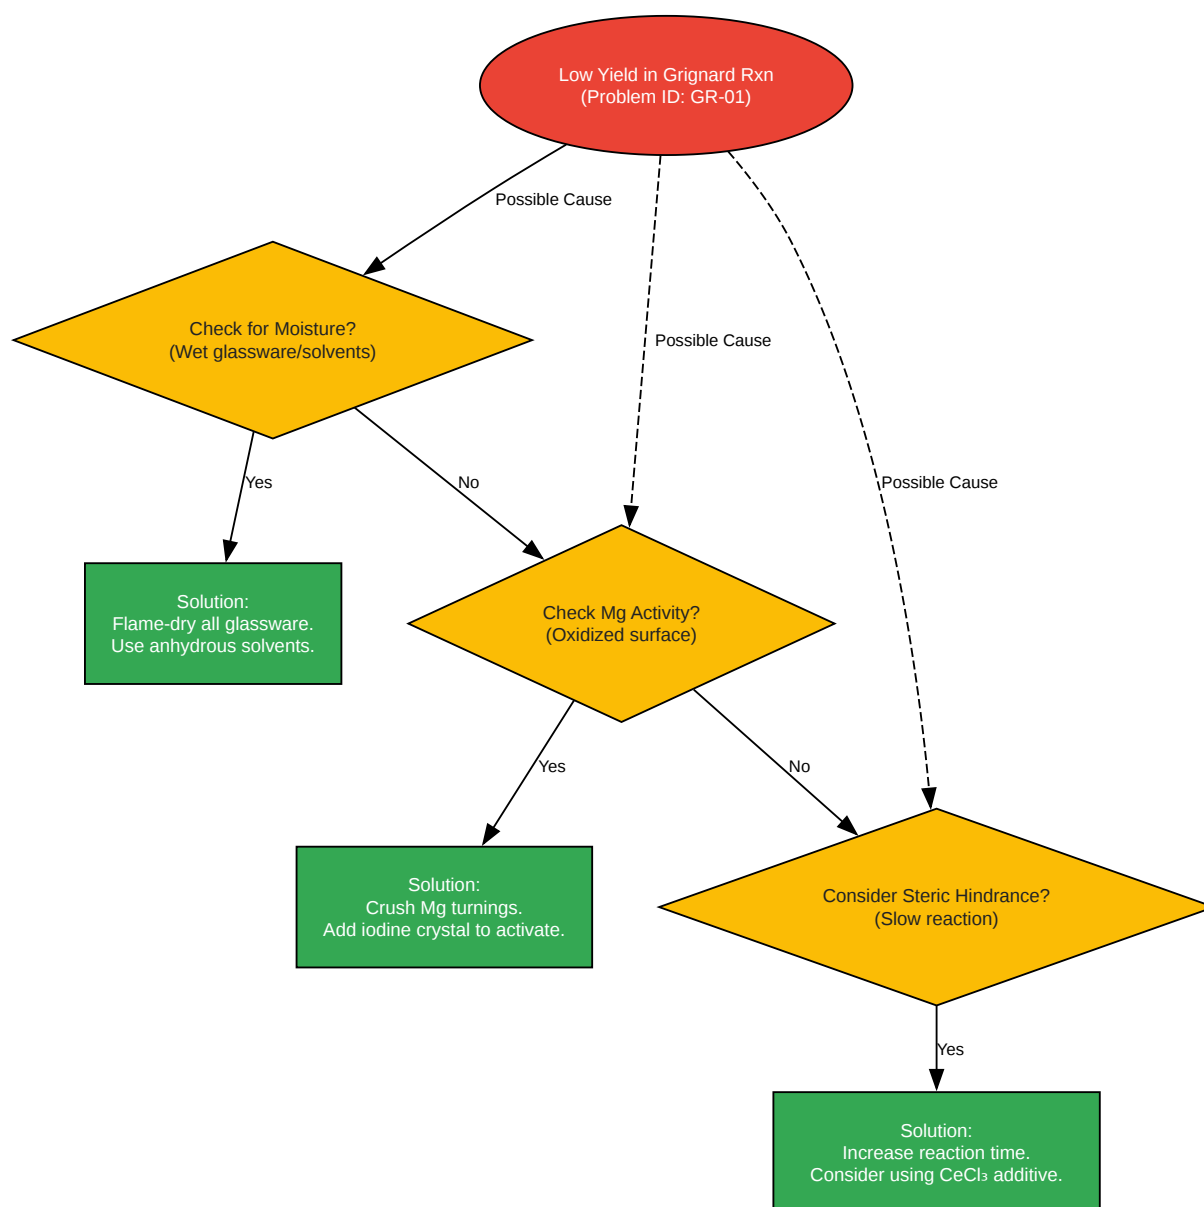 Low Yield in Grignard Rxn
(Problem ID: GR-01)
Possible Cause
Check for Moisture?
(Wet glassware/solvents)
Possible Cause
Yes
No
Possible Cause
Solution:
Flame-dry all glassware.
Use anhydrous solvents.
Check Mg Activity?
(Oxidized surface)
Yes
No
Solution:
Crush Mg turnings.
Add iodine crystal to activate.
Consider Steric Hindrance?
(Slow reaction)
Yes
Solution:
Increase reaction time.
Consider using CeCl₃ additive.